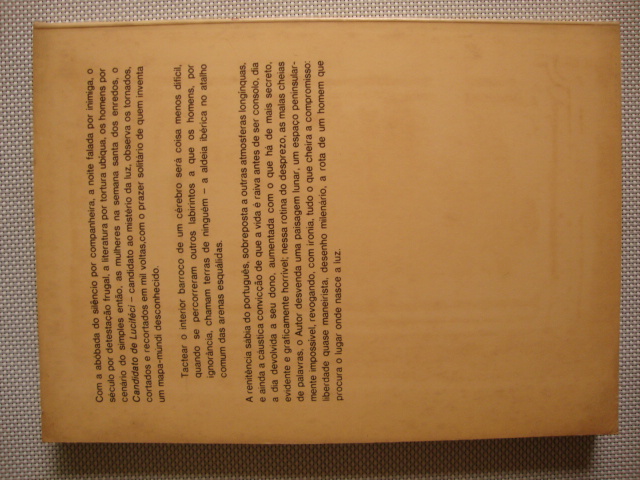 Com a abóbada do silêncio por companheira, a noite falada por inimiga, o
século por detestação frugal, a literatura por tortura ubíqua, os homens por
cenário do simples então, as mulheres na semana santa dos enredos, o
Candidato de Luciféci – candidato ao mistério da luz, observa os tornados,
cortados e recortados em mil voltas, com o prazer solitário de quem inventa
um mapa-múndi desconhecido.
Tactear o interior barroco de um cérebro será coisa menos difícil,
quando se percorreram outros labirintos a que os homens, por
ignorância, chamam terras de ninguém – a aldeia ibérica no atalho
comum das arenas esquálidas.
A renitência sábia do português, sobreposta a outras atmosferas longínquas,
e ainda a cáustica convicção de que a vida é raiva antes de ser consolo, dia
a dia devolvida a seu dono, aumentada com o que há de mais secreto,
evidente e graficamente horrível; nessa rotina do desprezo, as malas cheias
de palavras, o Autor desvenda uma paisagem lunar, um espaço peninsular-
mente impossível, revogando, com ironia, tudo o que cheira a compromisso:
liberdade quase maneirista, desenho milenário, a rota de um homem que
procura o lugar onde nasce a luz.